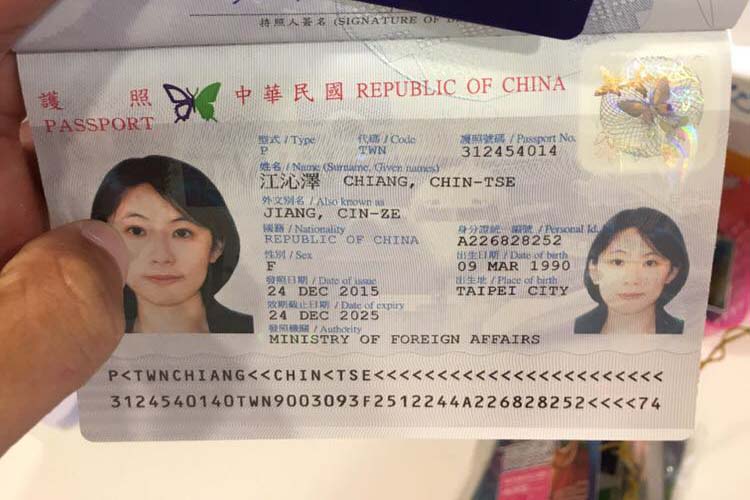 持照人簽名 (SIGNATURE OF
護 照 中華民國 REPUBLIC OF CHINA
PASSPORT
型式 / Type 代碼 / Code 護照號碼 / Passport No.
P TWN 312454014
姓名 / Name (Surname, Given names)
江沁澤 CHIANG, CHIN-TSE
外文別名 / Also known as
JIANG, CIN-ZE
國籍 / Nationality 身分證統一編號 / Personal Id.
REPUBLIC OF CHINA A226828252
性別 / Sex 出生日期 / Date of birth
F 09 MAR 1990
發照日期 / Date of issue 出生地 / Place of birth
24 DEC 2015 TAIPEI CITY
效期截止日期 / Date of expiry
24 DEC 2025
發照機關 / Authority
MINISTRY OF FOREIGN AFFAIRS
P<TWNCHIANG<<CHIN<TSE<<<<<<<<<<<<<<<<<<<<<<<
3124540140TWN9003093F2512244A226828252<<<<74